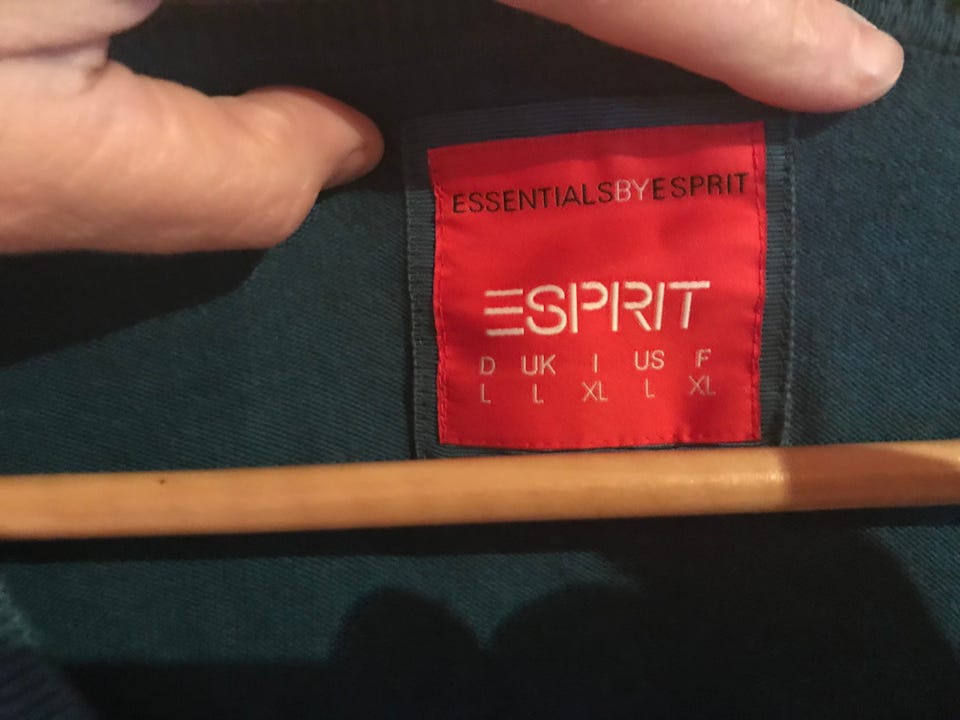 ESSENTIALSBYESPRIT
ESPRIT
D UK I US F
L L XL L XL